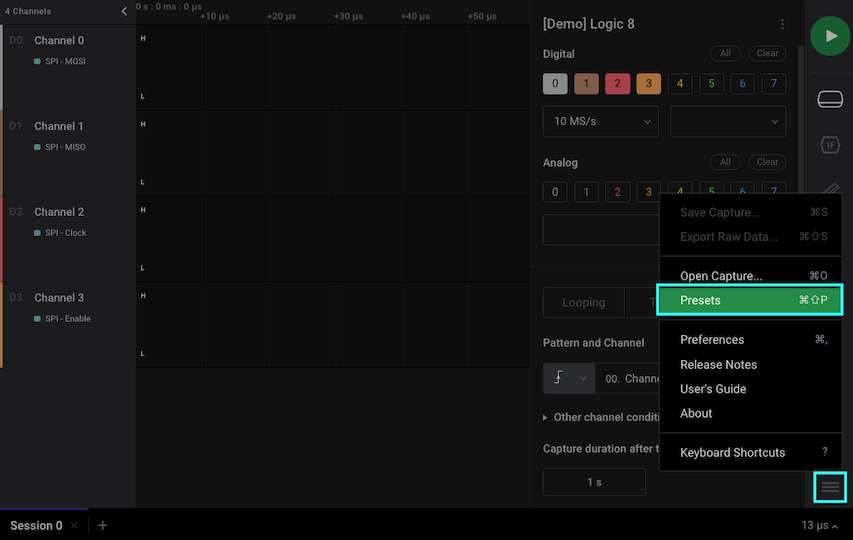 4 Channels
0 s : 0 ms : 0 µs
+10 µs
+20 µs
+30 µs
+40 µs
+50 µs
D0. Channel 0
SPI - MOSI
H
L
D1. Channel 1
SPI - MISO
H
L
D2. Channel 2
SPI - Clock
H
L
D3. Channel 3
SPI - Enable
H
L
[Demo] Logic 8
Digital
All
Clear
0 1 2 3 4 5 6 7
10 MS/s
Analog
All
Clear
0 1 2 3 4 5 6 7
1F
Looping
Pattern and Channel
00.
Other channel
Capture duration after
1 s
Save Capture... ⌘S
Export Raw Data... ⌘⇧S
Open Capture... ⌘O
Presets ⌘⇧P
Preferences ⌘,
Release Notes
User's Guide
About
Keyboard Shortcuts ?
Session 0
13 µs